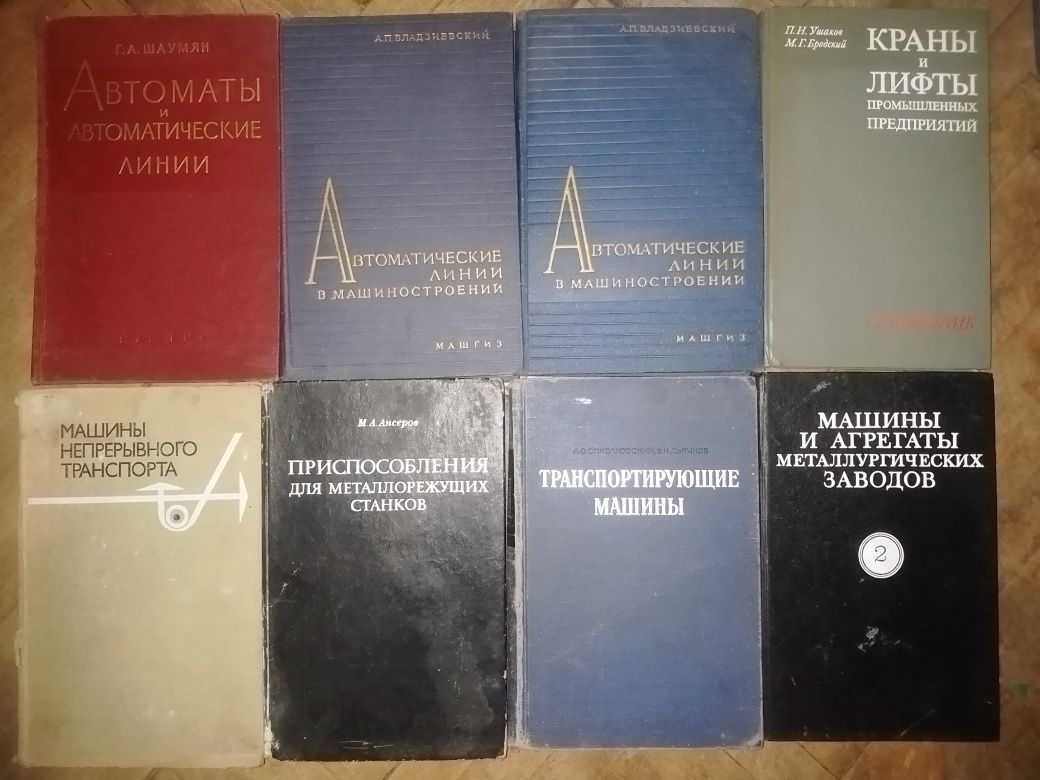 Г.А.ШАУМЯН
АВТОМАТЫ
И
АВТОМАТИЧЕСКИЕ
ЛИНИИ
А.П.ВЛАДЗИЕВСКИЙ
АВТОМАТИЧЕСКИЕ
ЛИНИИ
В МАШИНОСТРОЕНИИ
МАШГИЗ
А.П.ВЛАДЗИЕВСКИЙ
АВТОМАТИЧЕСКИЕ
ЛИНИИ
В МАШИНОСТРОЕНИИ
МАШГИЗ
П.Н.Ушаков
М.Г.Бродский
КРАНЫ
И
ЛИФТЫ
ПРОМЫШЛЕННЫХ
ПРЕДПРИЯТИЙ
МАШИНЫ
НЕПРЕРЫВНОГО
ТРАНСПОРТА
М.А.Ансеров
ПРИСПОСОБЛЕНИЯ
ДЛЯ МЕТАЛЛОРЕЖУЩИХ
СТАНКОВ
ТРАНСПОРТИРУЮЩИЕ
МАШИНЫ
МАШИНЫ
И АГРЕГАТЫ
МЕТАЛЛУРГИЧЕСКИХ
ЗАВОДОВ
2